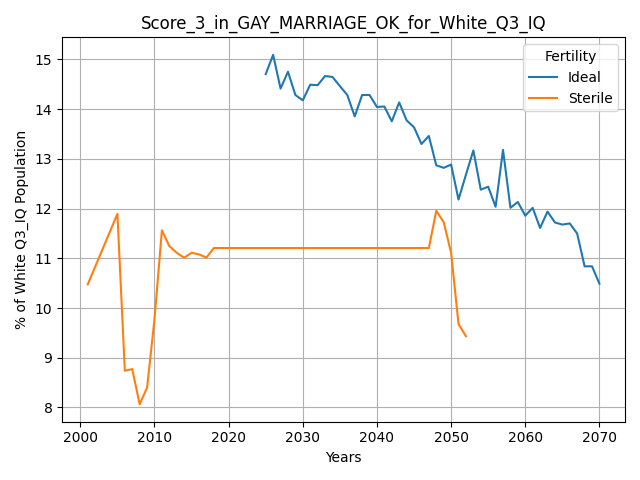 Score_3_in_GAY_MARRIAGE_OK_for_White_Q3_IQ
Fertility
Ideal
Sterile
% of White Q3_IQ Population
15
14
13
12
11
10
9
8
2000 2010 2020 2030 2040 2050 2060 2070
Years